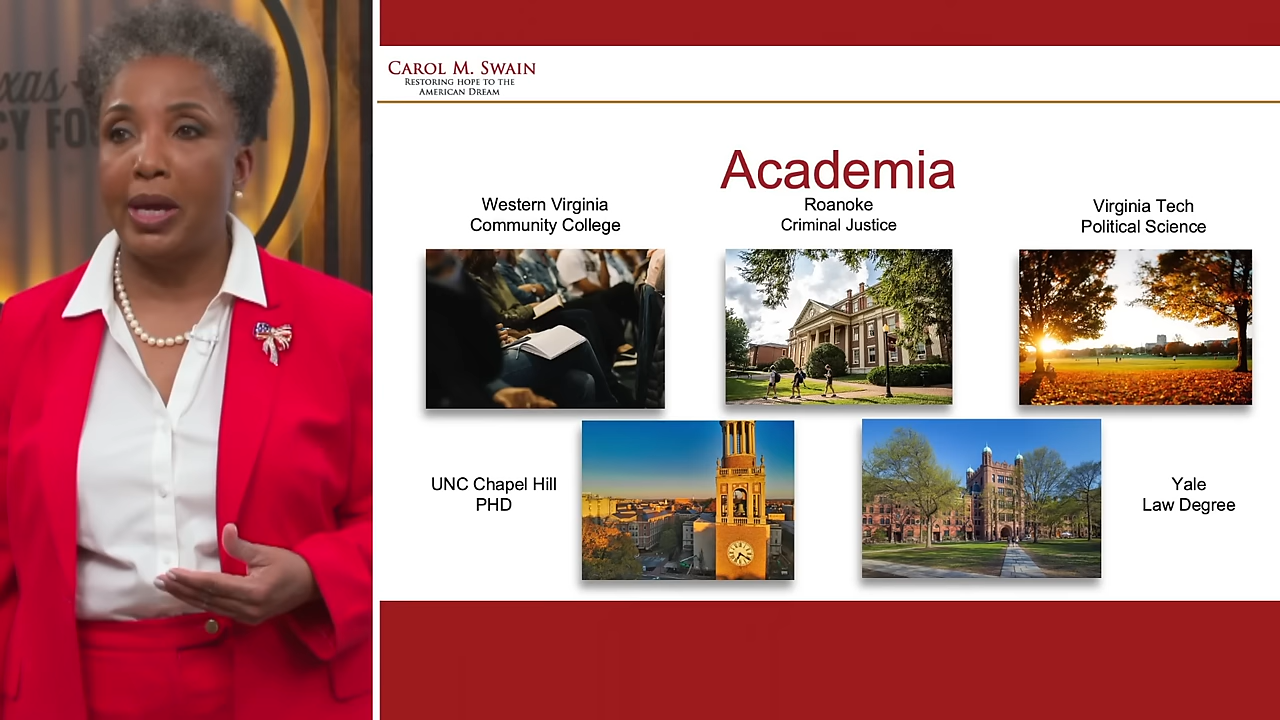 CAROL M. SWAIN
RESTORING HOPE TO THE
AMERICAN DREAM
Academia
Western Virginia
Community College
Roanoke
Criminal Justice
Virginia Tech
Political Science
UNC Chapel Hill
PHD
Yale
Law Degree